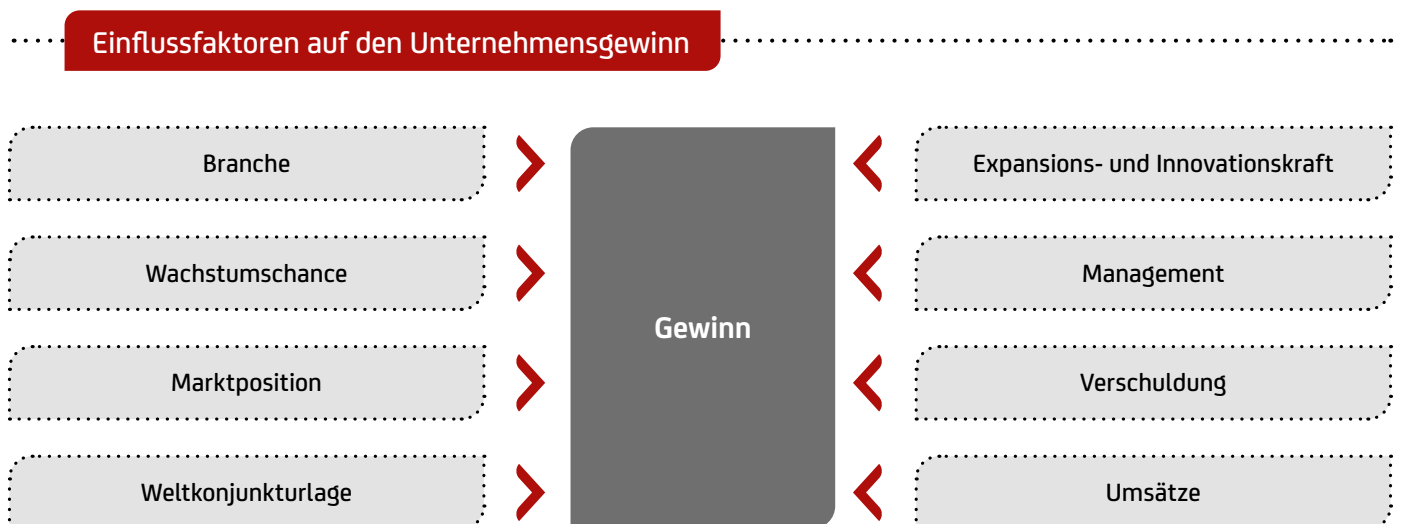 Einflussfaktoren auf den Unternehmensgewinn
Branche
Wachstumschance
Marktposition
Weltkonjunkturlage
Gewinn
Expansions- und Innovationskraft
Management
Verschuldung
Umsätze